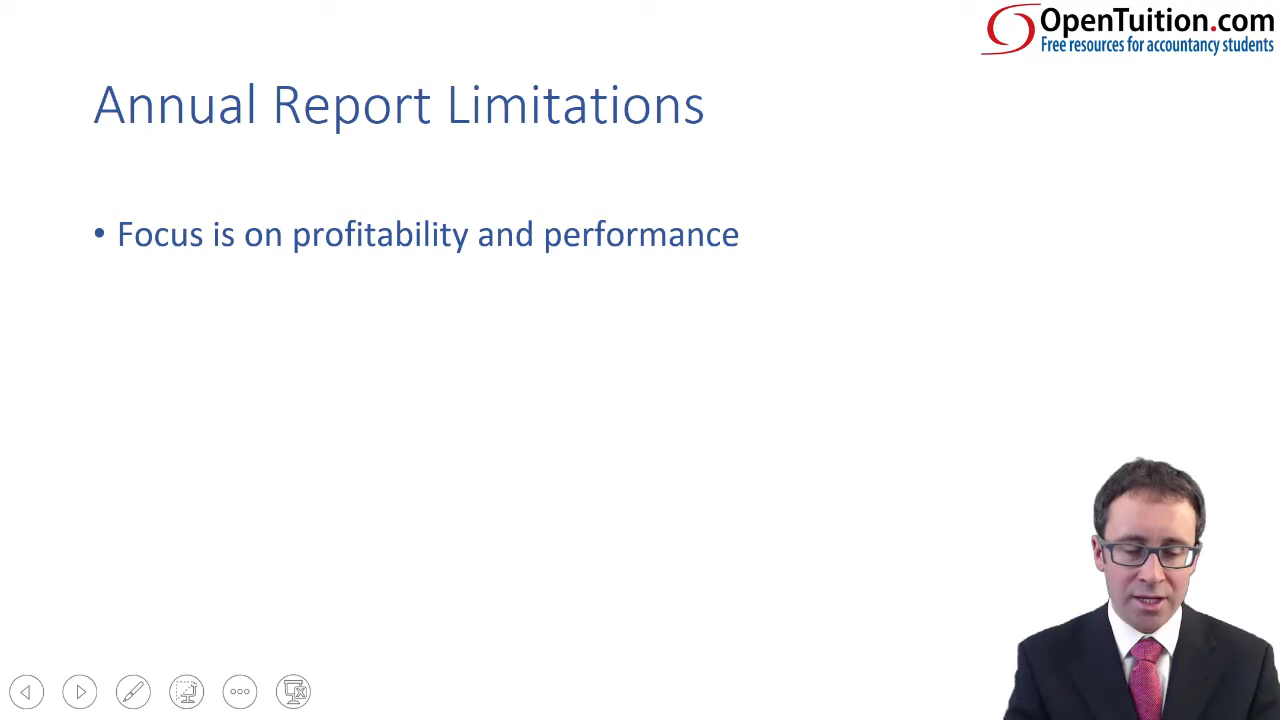 OpenTuition.com
Free resources for accountancy students
Annual Report Limitations
• Focus is on profitability and performance